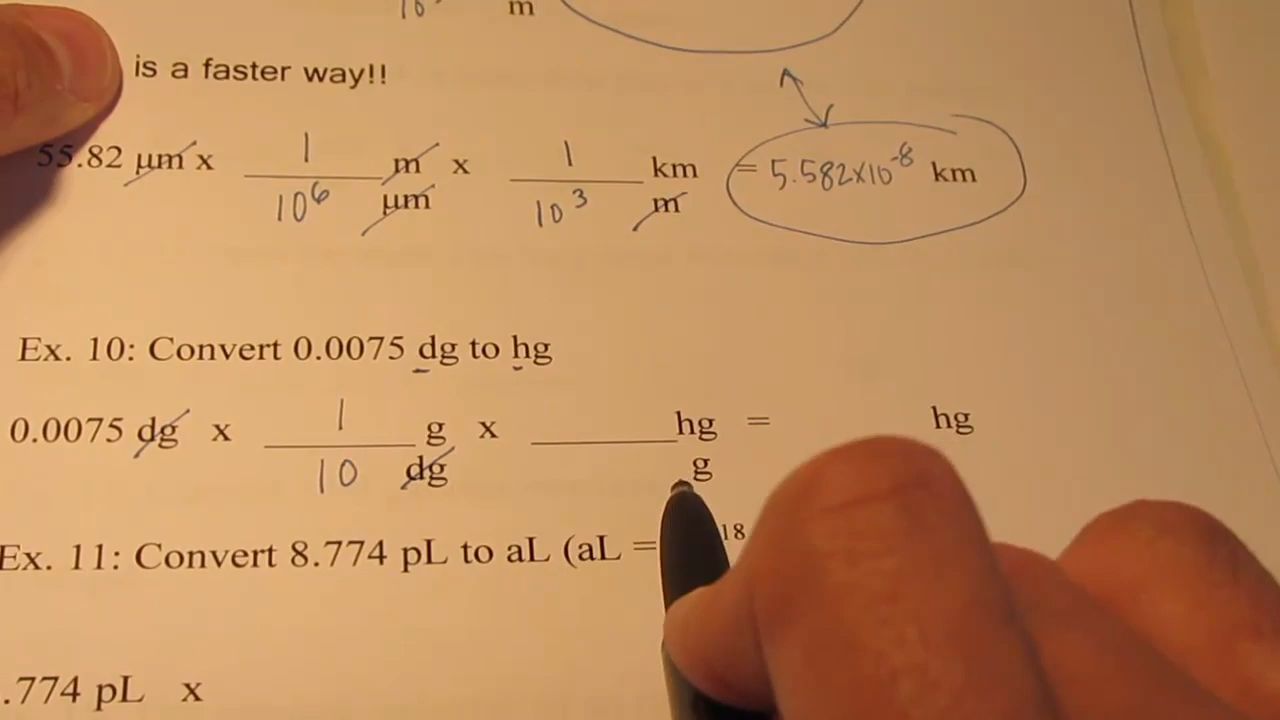 m
is a faster way!!
55.82 µm x 1 m x 1 km = 5.582x10⁻⁸ km
10⁶ µm 10³ m
Ex. 10: Convert 0.0075 dg to hg
0.0075 dg x 1 g x hg = hg
10 dg g
Ex. 11: Convert 8.774 pL to aL (aL = 18
.774 pL x